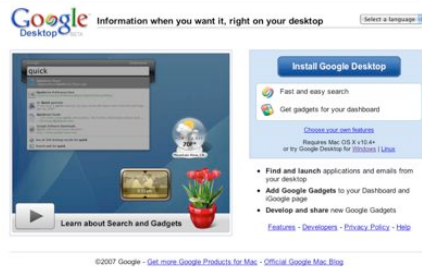 Google
Desktop BETA
Information when you want it, right on your desktop
Select a language
quick
Learn about Search and Gadgets
Install Google Desktop
Fast and easy search
Get gadgets for your dashboard
Choose your own features
Requires Mac OS X v10.4+
or try Google Desktop for Windows | Linux
• Find and launch applications and emails from
your desktop
• Add Google Gadgets to your Dashboard and
iGoogle page
• Develop and share new Google Gadgets
Features - Developers - Privacy Policy - Help
©2007 Google - Get more Google Products for Mac - Official Google Mac Blog